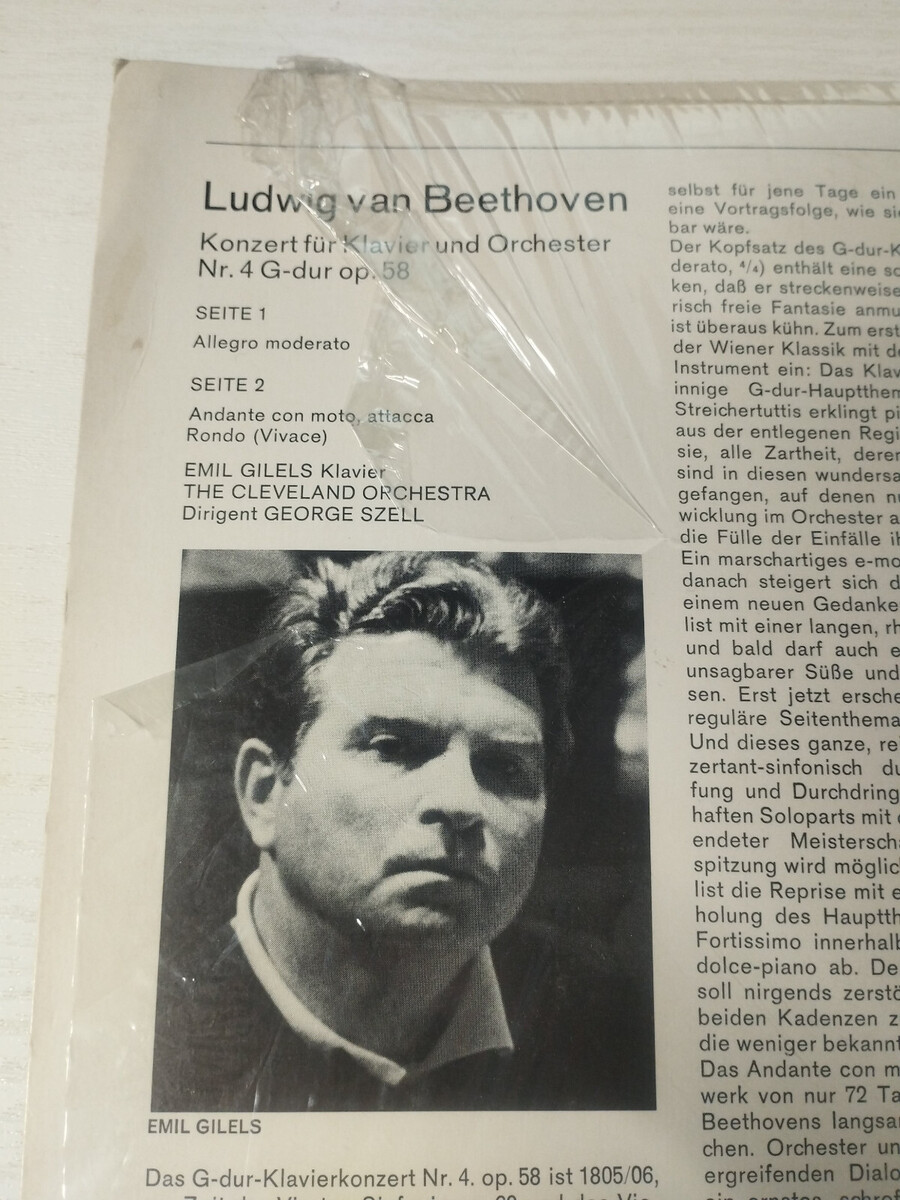 Ludwig van Beethoven
Konzert für Klavier und Orchester
Nr. 4 G-dur op. 58
SEITE 1
Allegro moderato
SEITE 2
Andante con moto, attacca
Rondo (Vivace)
EMIL GILELS Klavier
THE CLEVELAND ORCHESTRA
Dirigent GEORGE SZELL
EMIL GILELS
Das G-dur-Klavierkonzert Nr. 4. op. 58 ist 1805/06,
selbst für jene Tage ein
eine Vortragsfolge, wie
bar wäre.
Der Kopfsatz des G-dur-K
derato, 4/4) enthält eine
ken, daß er streckenweise
risch freie Fantasie anmu
ist überaus kühn. Zum erst
der Wiener Klassik mit
Instrument ein: Das Klav
innige G-dur-Hauptthem
Streichertuttis erklingt
aus der entlegenen Regi
sie, alle Zartheit, deren
sind in diesen wundersa
gefangen, auf denen
wicklung im Orchester
die Fülle der Einfälle
Ein marschartiges e-mo
danach steigert sich
einem neuen Gedanke
list mit einer langen,
und bald darf auch
unsagbarer Süße und
sen. Erst jetzt ersche
reguläre Seitenthema
Und dieses ganze,
zertant-sinfonisch
fung und Durchdring
haften Soloparts mit
endeter Meisterscha
spitzung wird möglic
list die Reprise mit
holung des Hauptth
Fortissimo innerhalb
dolce-piano ab. De
soll nirgends zerstö
beiden Kadenzen
die weniger bekannt
Das Andante con
werk von nur 72 Ta
Beethovens langsa
chen. Orchester
ergreifenden Dialo